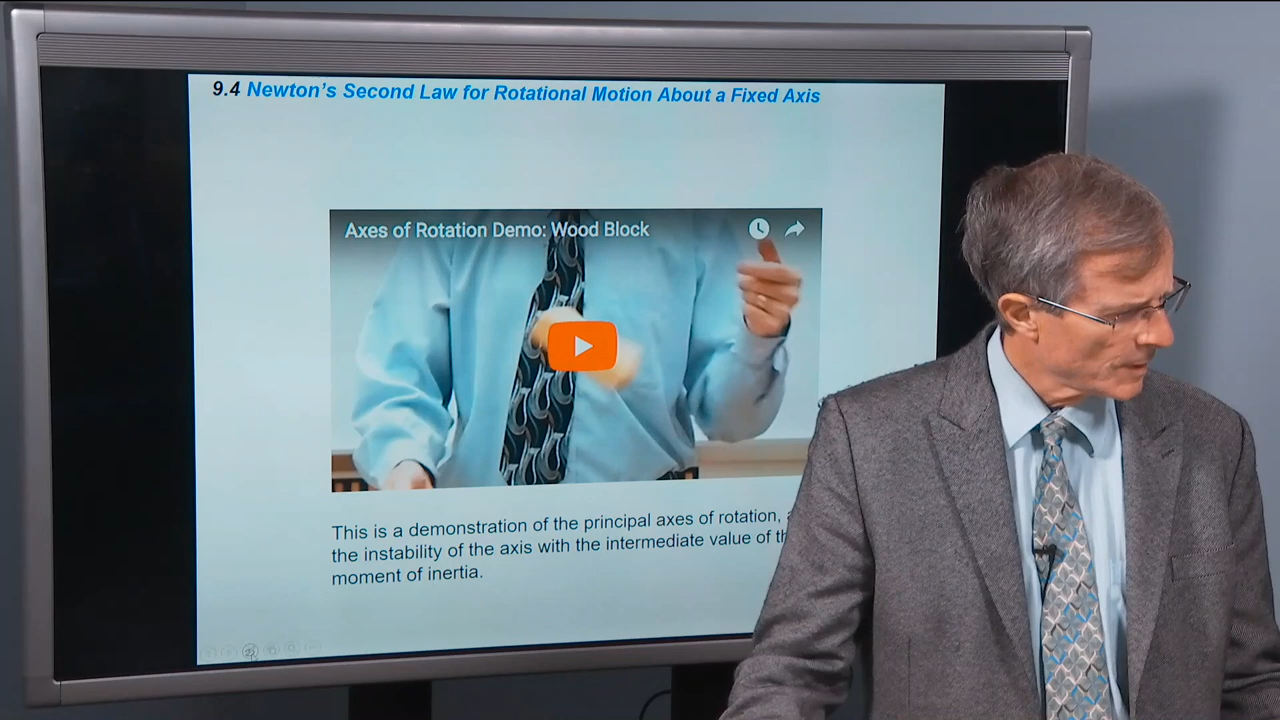 9.4 Newton's Second Law for Rotational Motion About a Fixed Axis
Axes of Rotation Demo: Wood Block
This is a demonstration of the principal axes of rotation,
the instability of the axis with the intermediate value of
moment of inertia.